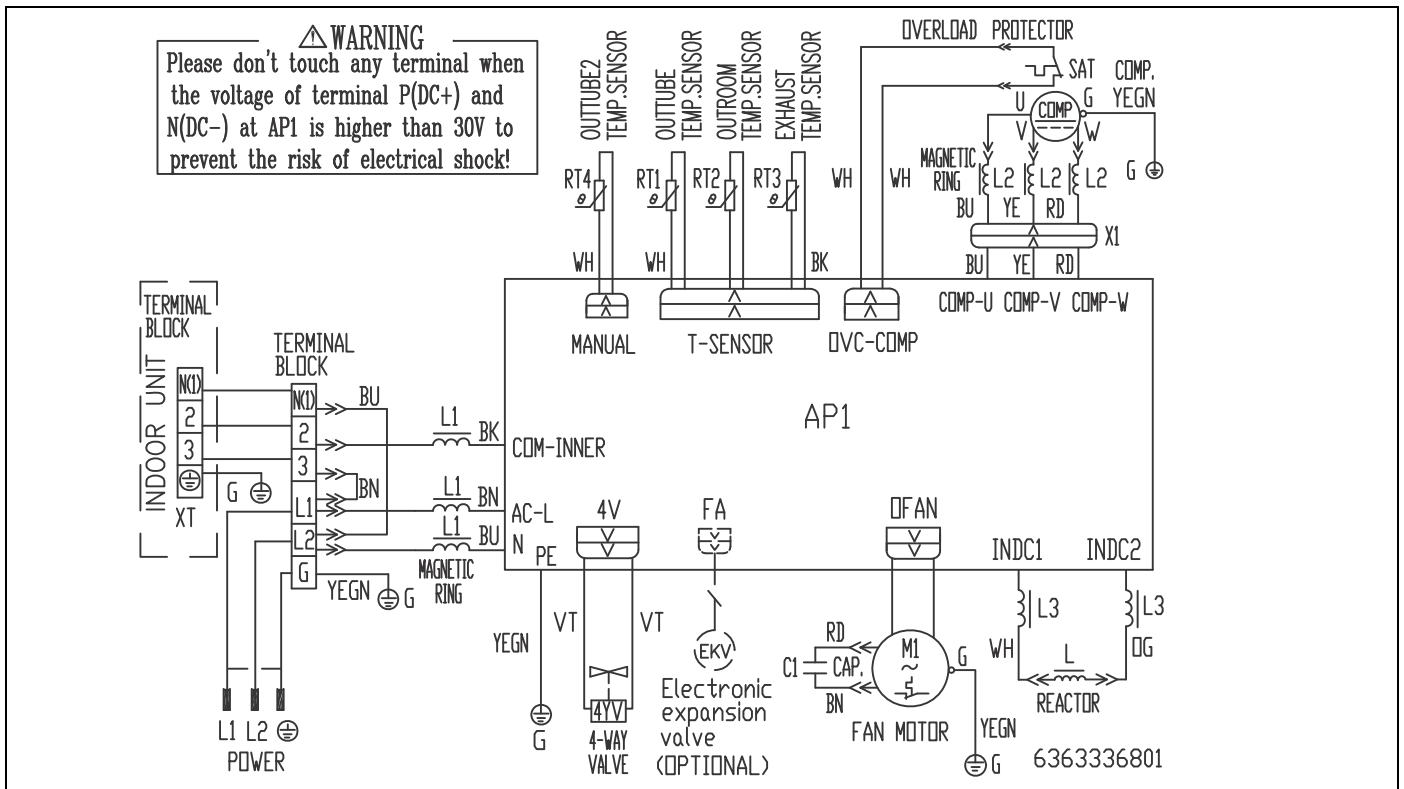 WARNING
Please don't touch any terminal when
the voltage of terminal P(DC+) and
N(DC-) at AP1 is higher than 30V to
prevent the risk of electrical shock!
OUTTUBE2
TEMP.SENSOR
OUTTUBE
TEMP.SENSOR
OUTROOM
TEMP.SENSOR
EXHAUST
TEMP.SENSOR
OVERLOAD PROTECTOR
SAT
COMP.
YEGN
G
U
COMP
V
W
MAGNETIC
RING
L2
L2
L2
G
RT4
θ
RT1
θ
RT2
θ
RT3
θ
WH
WH
BU
YE
RD
X1
WH
WH
BK
BU
YE
RD
COMP-U
COMP-V
COMP-W
MANUAL
T-SENSOR
OVC-COMP
AP1
TERMINAL
BLOCK
INDOOR UNIT
N(1)
2
3
XT
G
TERMINAL
BLOCK
N(1)
2
3
L1
L2
G
BU
BN
L1
BK
COM-INNER
L1
BN
AC-L
L1
BU
N
MAGNETIC
RING
PE
YEGN
G
L1
L2
POWER
YEGN
G
4V
VT
VT
4YV
4-WAY
VALVE
FA
EKV
Electronic
expansion
valve
(OPTIONAL)
OFAN
RD
C1
CAP.
BN
M1
~
G
FAN MOTOR
YEGN
G
INDC1
INDC2
L3
L3
WH
OG
L
REACTOR
6363336801